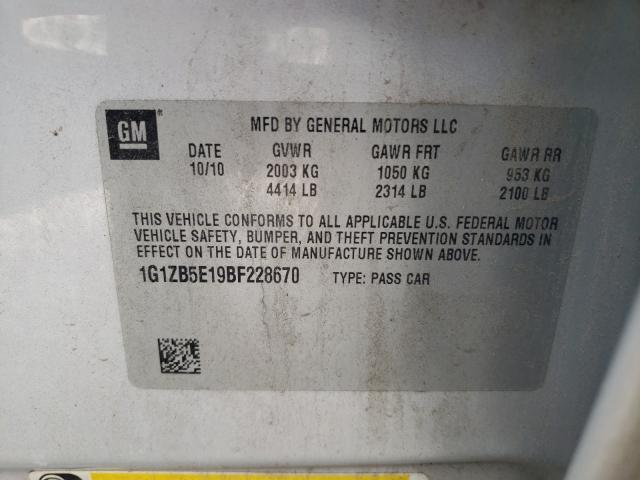 GM ®
MFD BY GENERAL MOTORS LLC
DATE GVWR GAWR FRT GAWR RR
10/10 2003 KG 1050 KG 953 KG
4414 LB 2314 LB 2100 LB
THIS VEHICLE CONFORMS TO ALL APPLICABLE U.S. FEDERAL MOTOR
VEHICLE SAFETY, BUMPER, AND THEFT PREVENTION STANDARDS IN
EFFECT ON THE DATE OF MANUFACTURE SHOWN ABOVE.
1G1ZB5E19BF228670 TYPE: PASS CAR